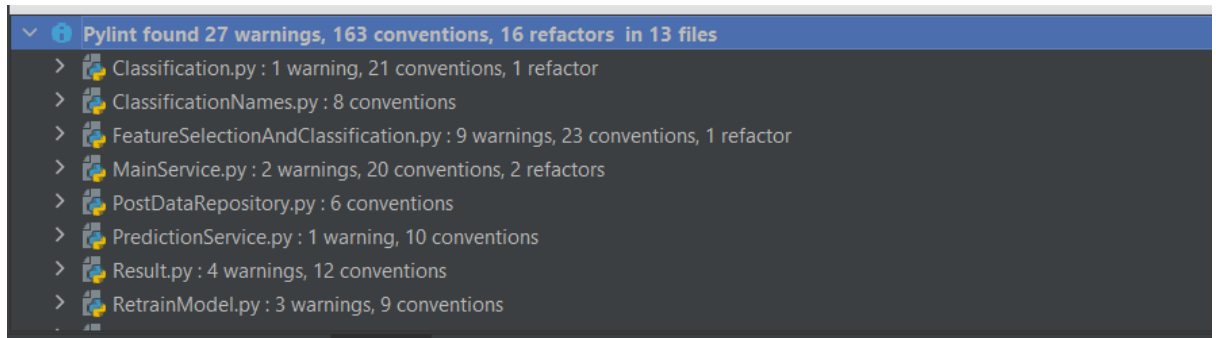 Pylint found 27 warnings, 163 conventions, 16 refactors in 13 files
Classification.py : 1 warning, 21 conventions, 1 refactor
ClassificationNames.py : 8 conventions
FeatureSelectionAndClassification.py : 9 warnings, 23 conventions, 1 refactor
MainService.py : 2 warnings, 20 conventions, 2 refactors
PostDataRepository.py : 6 conventions
PredictionService.py : 1 warning, 10 conventions
Result.py : 4 warnings, 12 conventions
RetrainModel.py : 3 warnings, 9 conventions